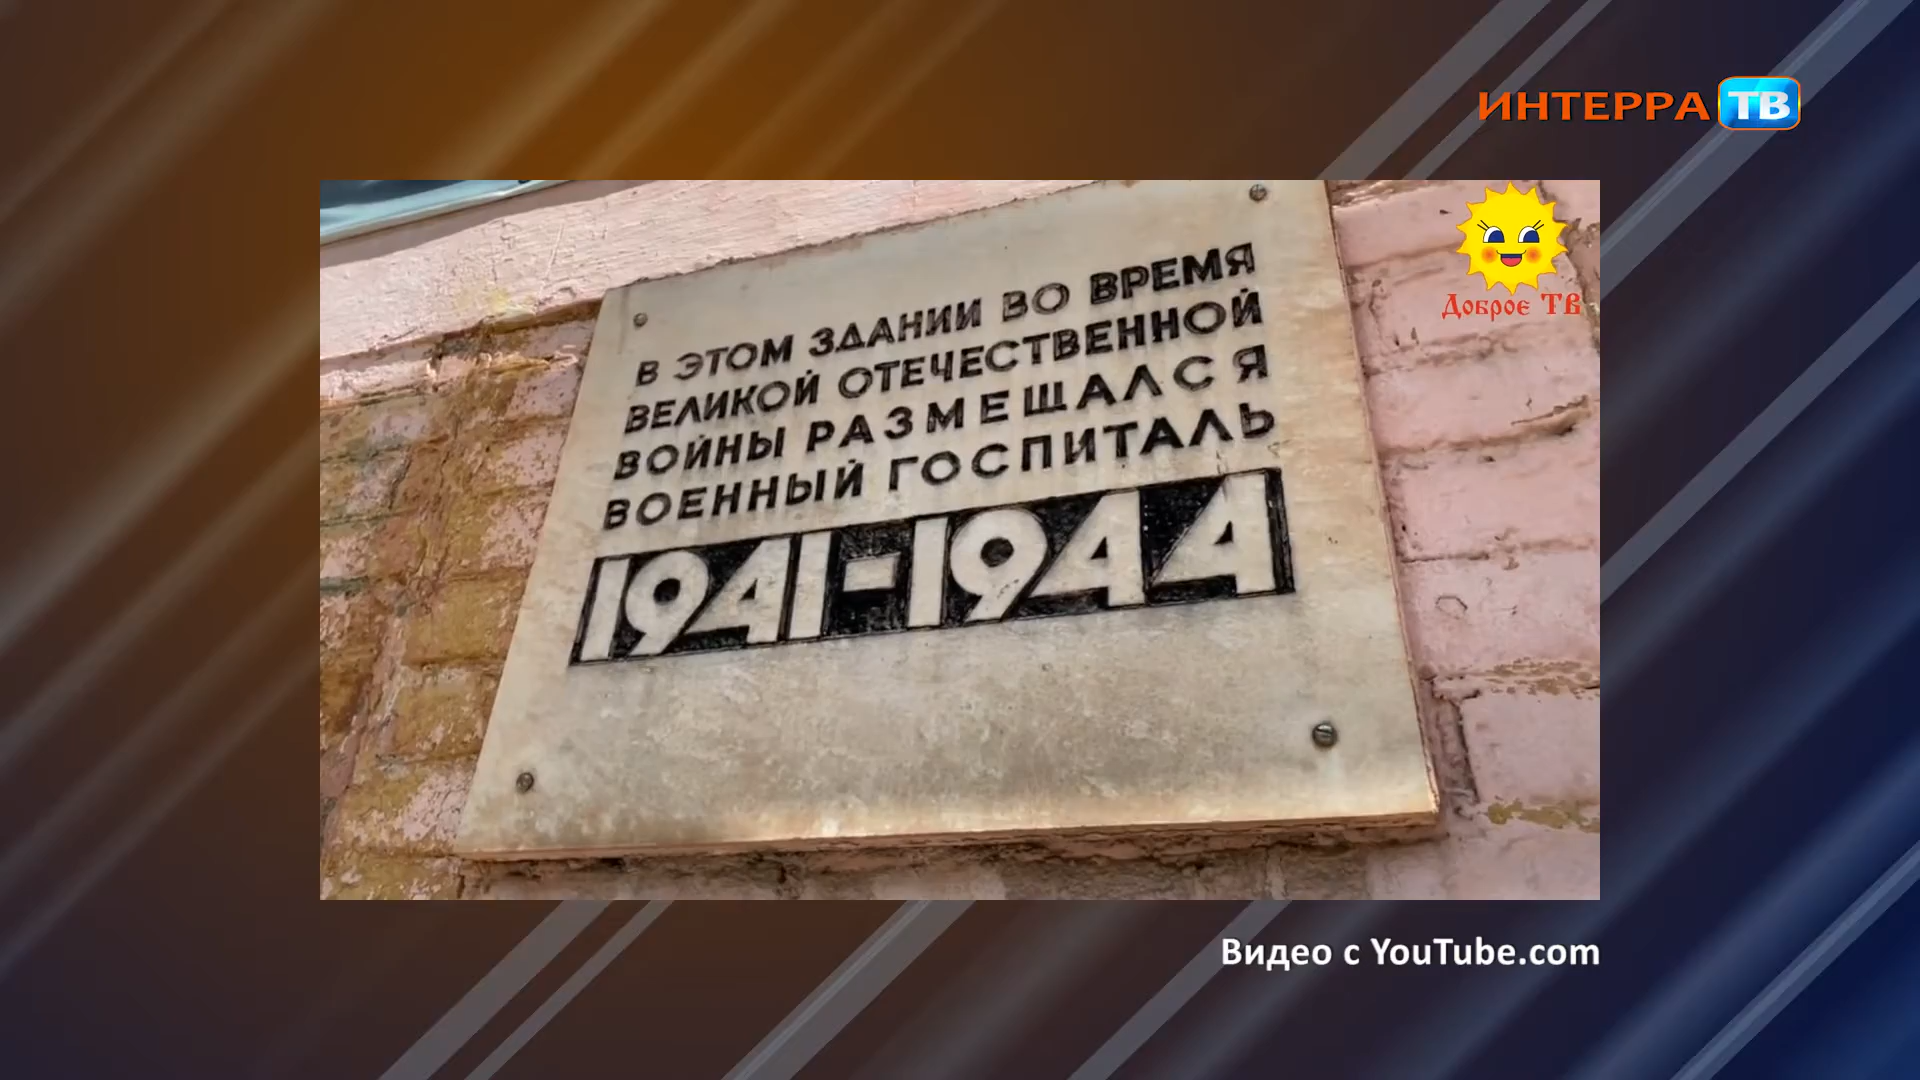 ИНТЕРРА ТВ
Доброе ТВ
В ЭТОМ ЗДАНИИ ВО ВРЕМЯ
ВЕЛИКОЙ ОТЕЧЕСТВЕННОЙ
ВОЙНЫ РАЗМЕЩАЛСЯ
ВОЕННЫЙ ГОСПИТАЛЬ
1941-1944
Видео с YouTube.com